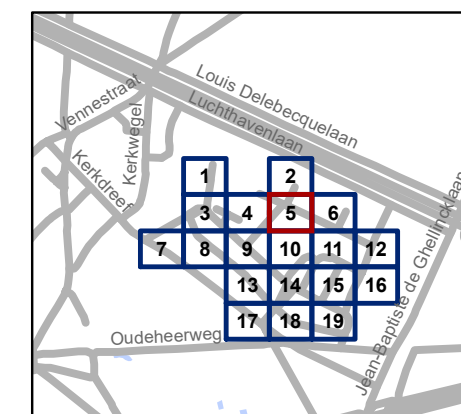 Louis Delebecquelaan
Luchthavenlaan
Vennestraat
Kerkwegel
Kerkdreef
1 2
3 4 5 6
7 8 9 10 11 12
13 14 15 16
17 18 19
Oudeheerweg
Jean-Baptiste de Ghellincklaan